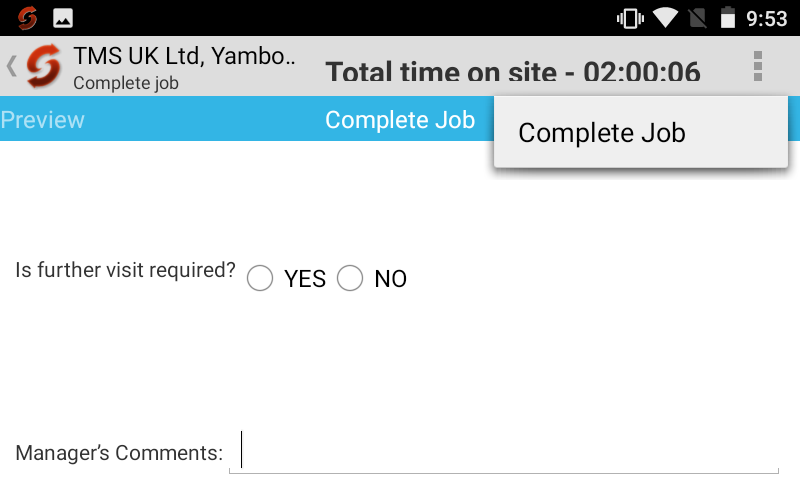 9:53
TMS UK Ltd, Yambo..
Complete job
Total time on site - 02:00:06
Preview
Complete Job
Complete Job
Is further visit required?
YES
NO
Manager's Comments: